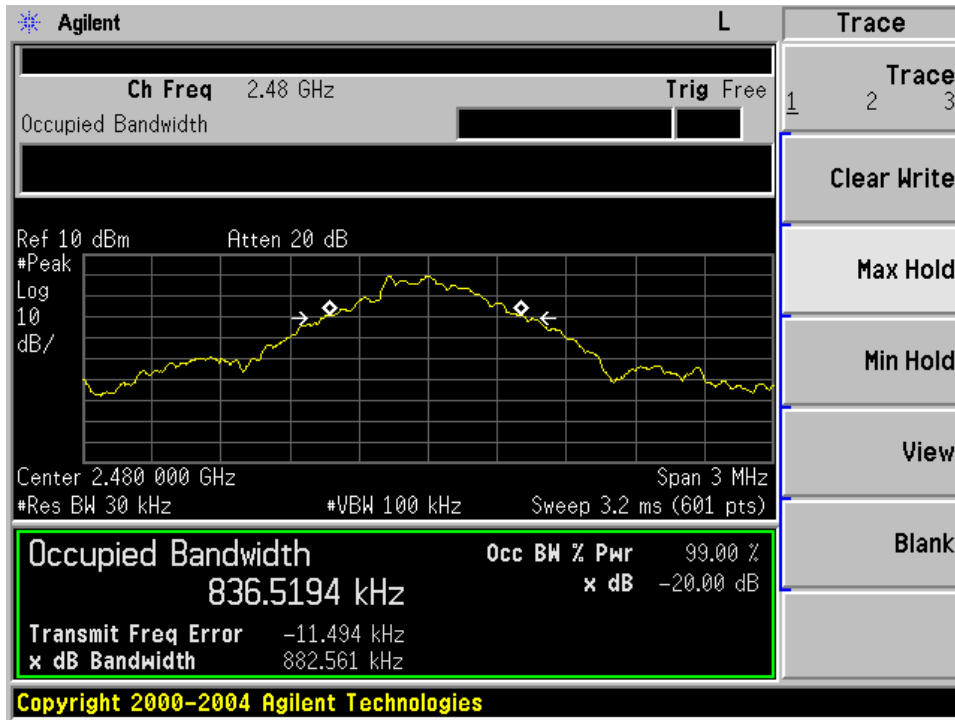 Agilent L Trace
Ch Freq 2.48 GHz Trig Free
Occupied Bandwidth
Trace
1 2 3
Clear Write
Max Hold
Min Hold
View
Blank
Ref 10 dBm Atten 20 dB
#Peak
Log
10
dB/
Center 2.480 000 GHz Span 3 MHz
#Res BW 30 kHz #VBW 100 kHz Sweep 3.2 ms (601 pts)
Occupied Bandwidth Occ BW % Pwr 99.00 %
836.5194 kHz x dB -20.00 dB
Transmit Freq Error -11.494 kHz
x dB Bandwidth 882.561 kHz
Copyright 2000-2004 Agilent Technologies